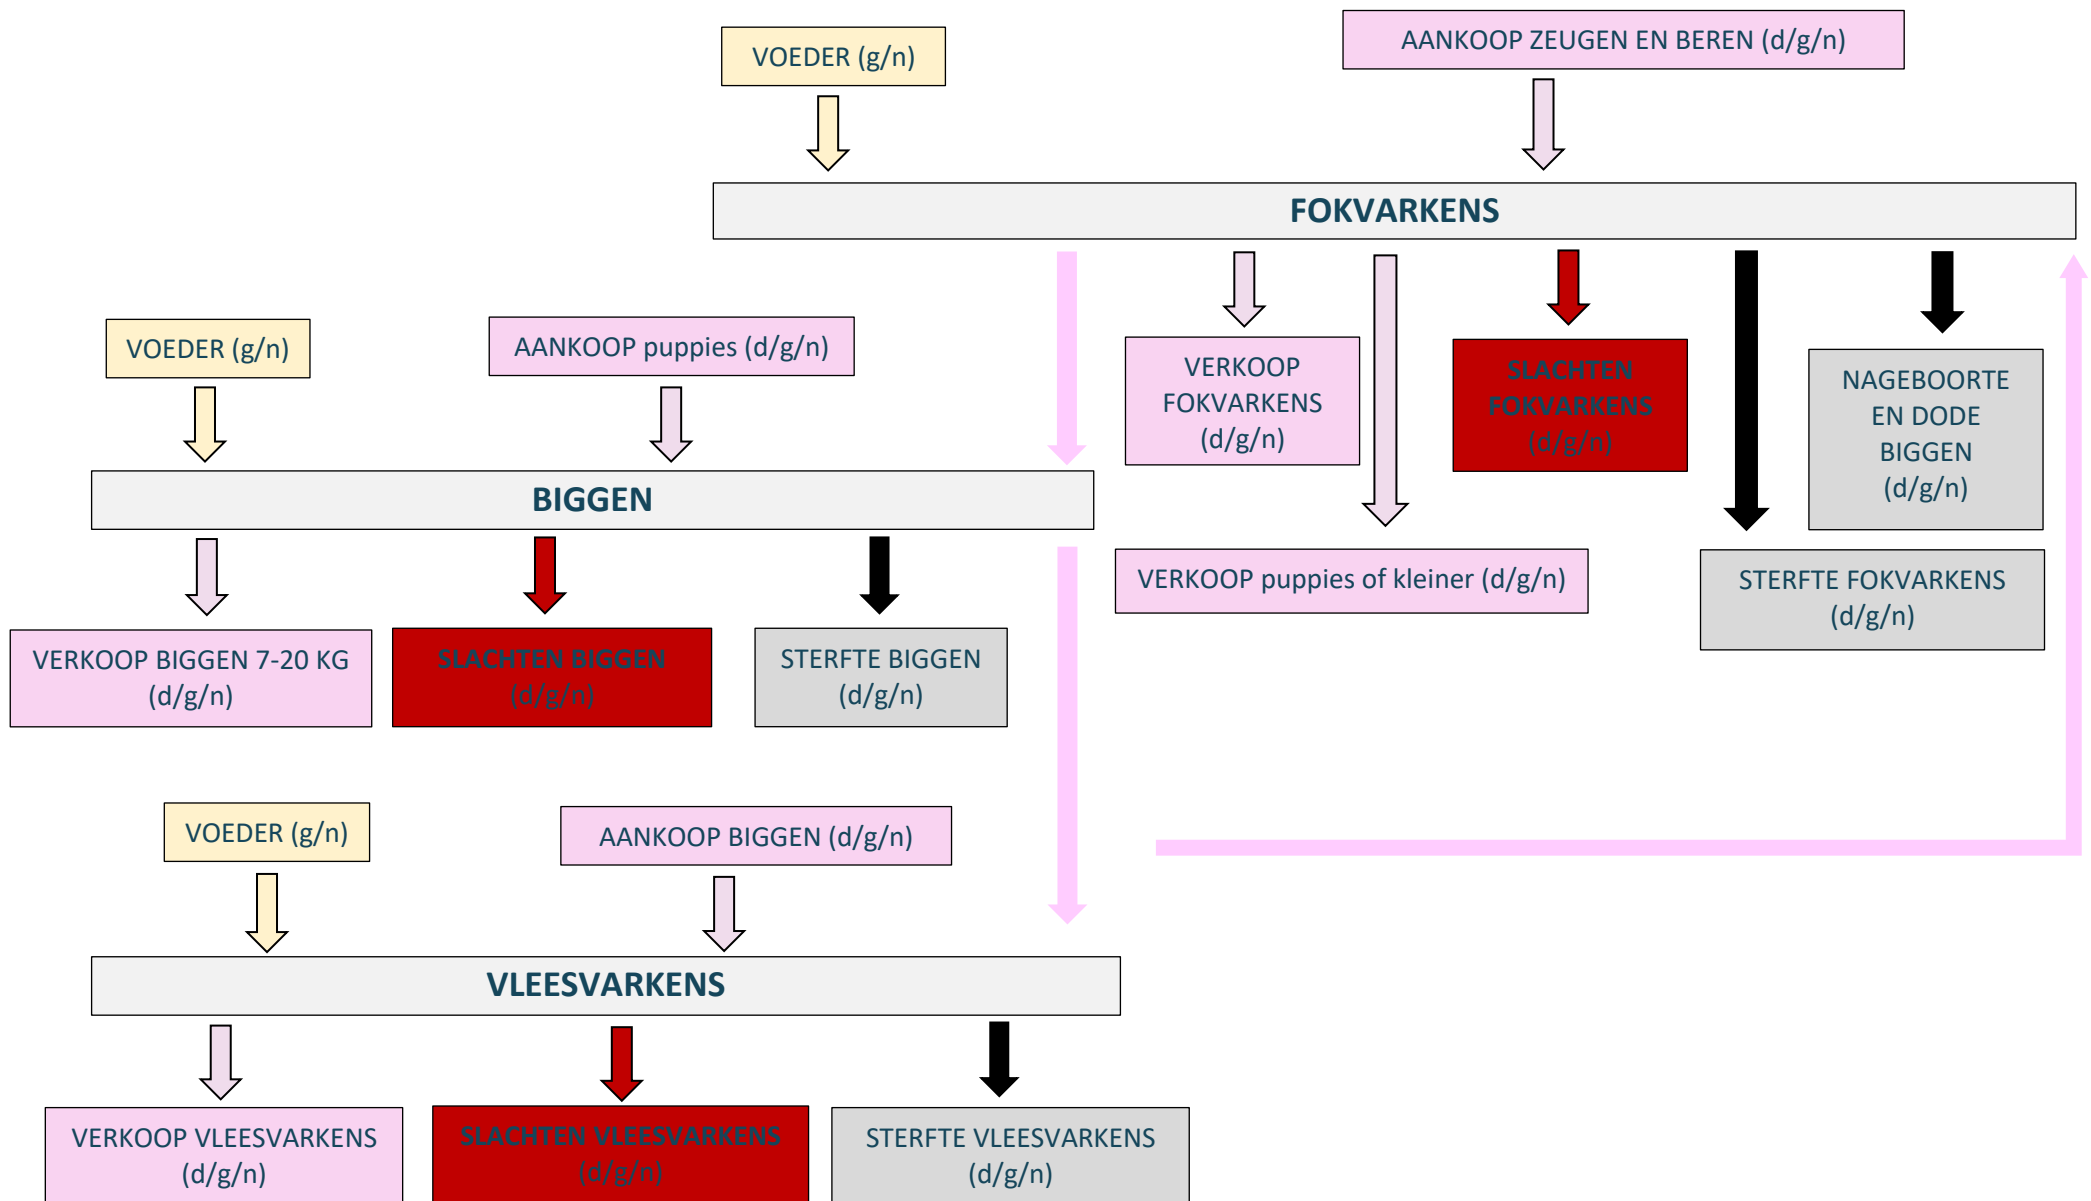 VOEDER (g/n)
AANKOOP ZEUGEN EN BEREN (d/g/n)
FOKVARKENS
VOEDER (g/n)
AANKOOP puppies (d/g/n)
VERKOOP
FOKVARKENS
(d/g/n)
SLACHTEN
FOKVARKENS
(d/g/n)
NAGEBOORTE
EN DODE
BIGGEN
(d/g/n)
BIGGEN
VERKOOP puppies of kleiner (d/g/n)
STERFTE FOKVARKENS
(d/g/n)
VERKOOP BIGGEN 7-20 KG
(d/g/n)
SLACHTEN BIGGEN
(d/g/n)
STERFTE BIGGEN
(d/g/n)
VOEDER (g/n)
AANKOOP BIGGEN (d/g/n)
VLEESVARKENS
VERKOOP VLEESVARKENS
(d/g/n)
SLACHTEN VLEESVARKENS
(d/g/n)
STERFTE VLEESVARKENS
(d/g/n)